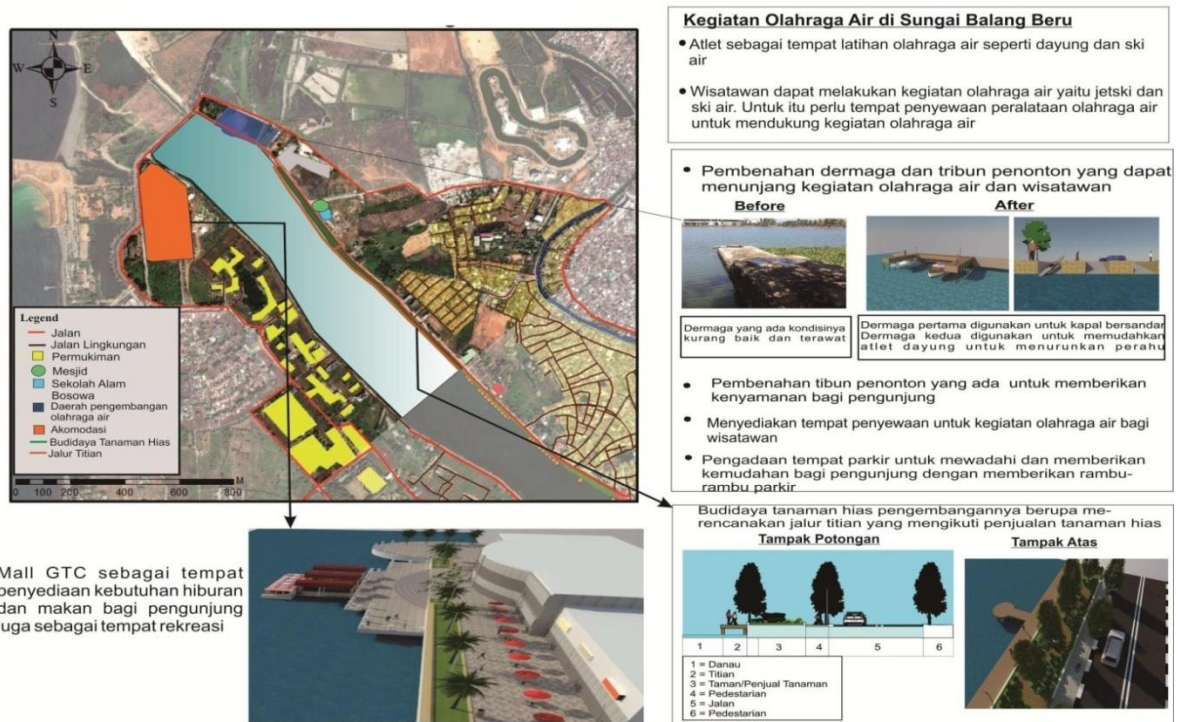 N
W E
S
Legend
Jalan
Jalan Lingkungan
Permukiman
Mesjid
Sekolah Alam
Bosowa
Daerah pengembangan
olahraga air
Akomodasi
Budidaya Tanaman Hias
Jalur Titian
M
0 100 200 400 600 800
Mall GTC sebagai tempat
penyediaan kebutuhan hiburan
dan makan bagi pengunjung
juga sebagai tempat rekreasi
Kegiatan Olahraga Air di Sungai Balang Beru
• Atlet sebagai tempat latihan olahraga air seperti dayung dan ski
air
• Wisatawan dapat melakukan kegiatan olahraga air yaitu jetski dan
ski air. Untuk itu perlu tempat penyewaan peralataan olahraga air
untuk mendukung kegiatan olahraga air
• Pembenahan dermaga dan tribun penonton yang dapat
menunjang kegiatan olahraga air dan wisatawan
Before After
Dermaga yang ada kondisinya
kurang baik dan terawat
Dermaga pertama digunakan untuk kapal bersandar
Dermaga kedua digunakan untuk memudahkan
atlet dayung untuk menurunkan perahu
• Pembenahan tibun penonton yang ada untuk memberikan
kenyamanan bagi pengunjung
• Menyediakan tempat penyewaan untuk kegiatan olahraga air bagi
wisatawan
• Pengadaan tempat parkir untuk mewadahi dan memberikan
kemudahan bagi pengunjung dengan memberikan rambu-
rambu parkir
Budidaya tanaman hias pengembangannya berupa me-
rencanakan jalur titian yang mengikuti penjualan tanaman hias
Tampak Potongan Tampak Atas
1 2 3 4 5 6
1 = Danau
2 = Titian
3 = Taman/Penjual Tanaman
4 = Pedestarian
5 = Jalan
6 = Pedestarian